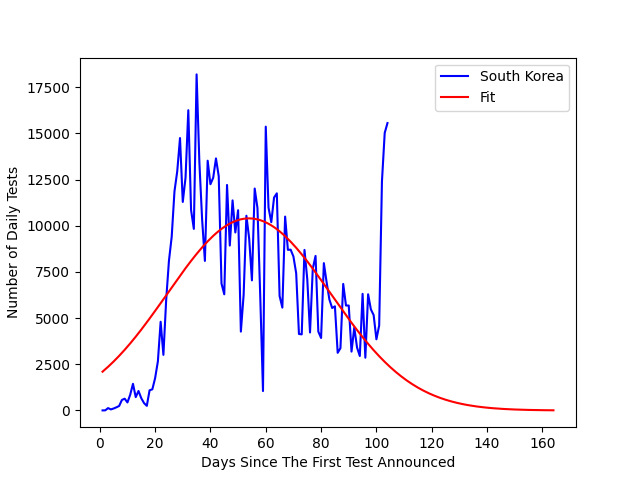 South Korea
Fit
Number of Daily Tests
17500
15000
12500
10000
7500
5000
2500
0
0 20 40 60 80 100 120 140 160
Days Since The First Test Announced